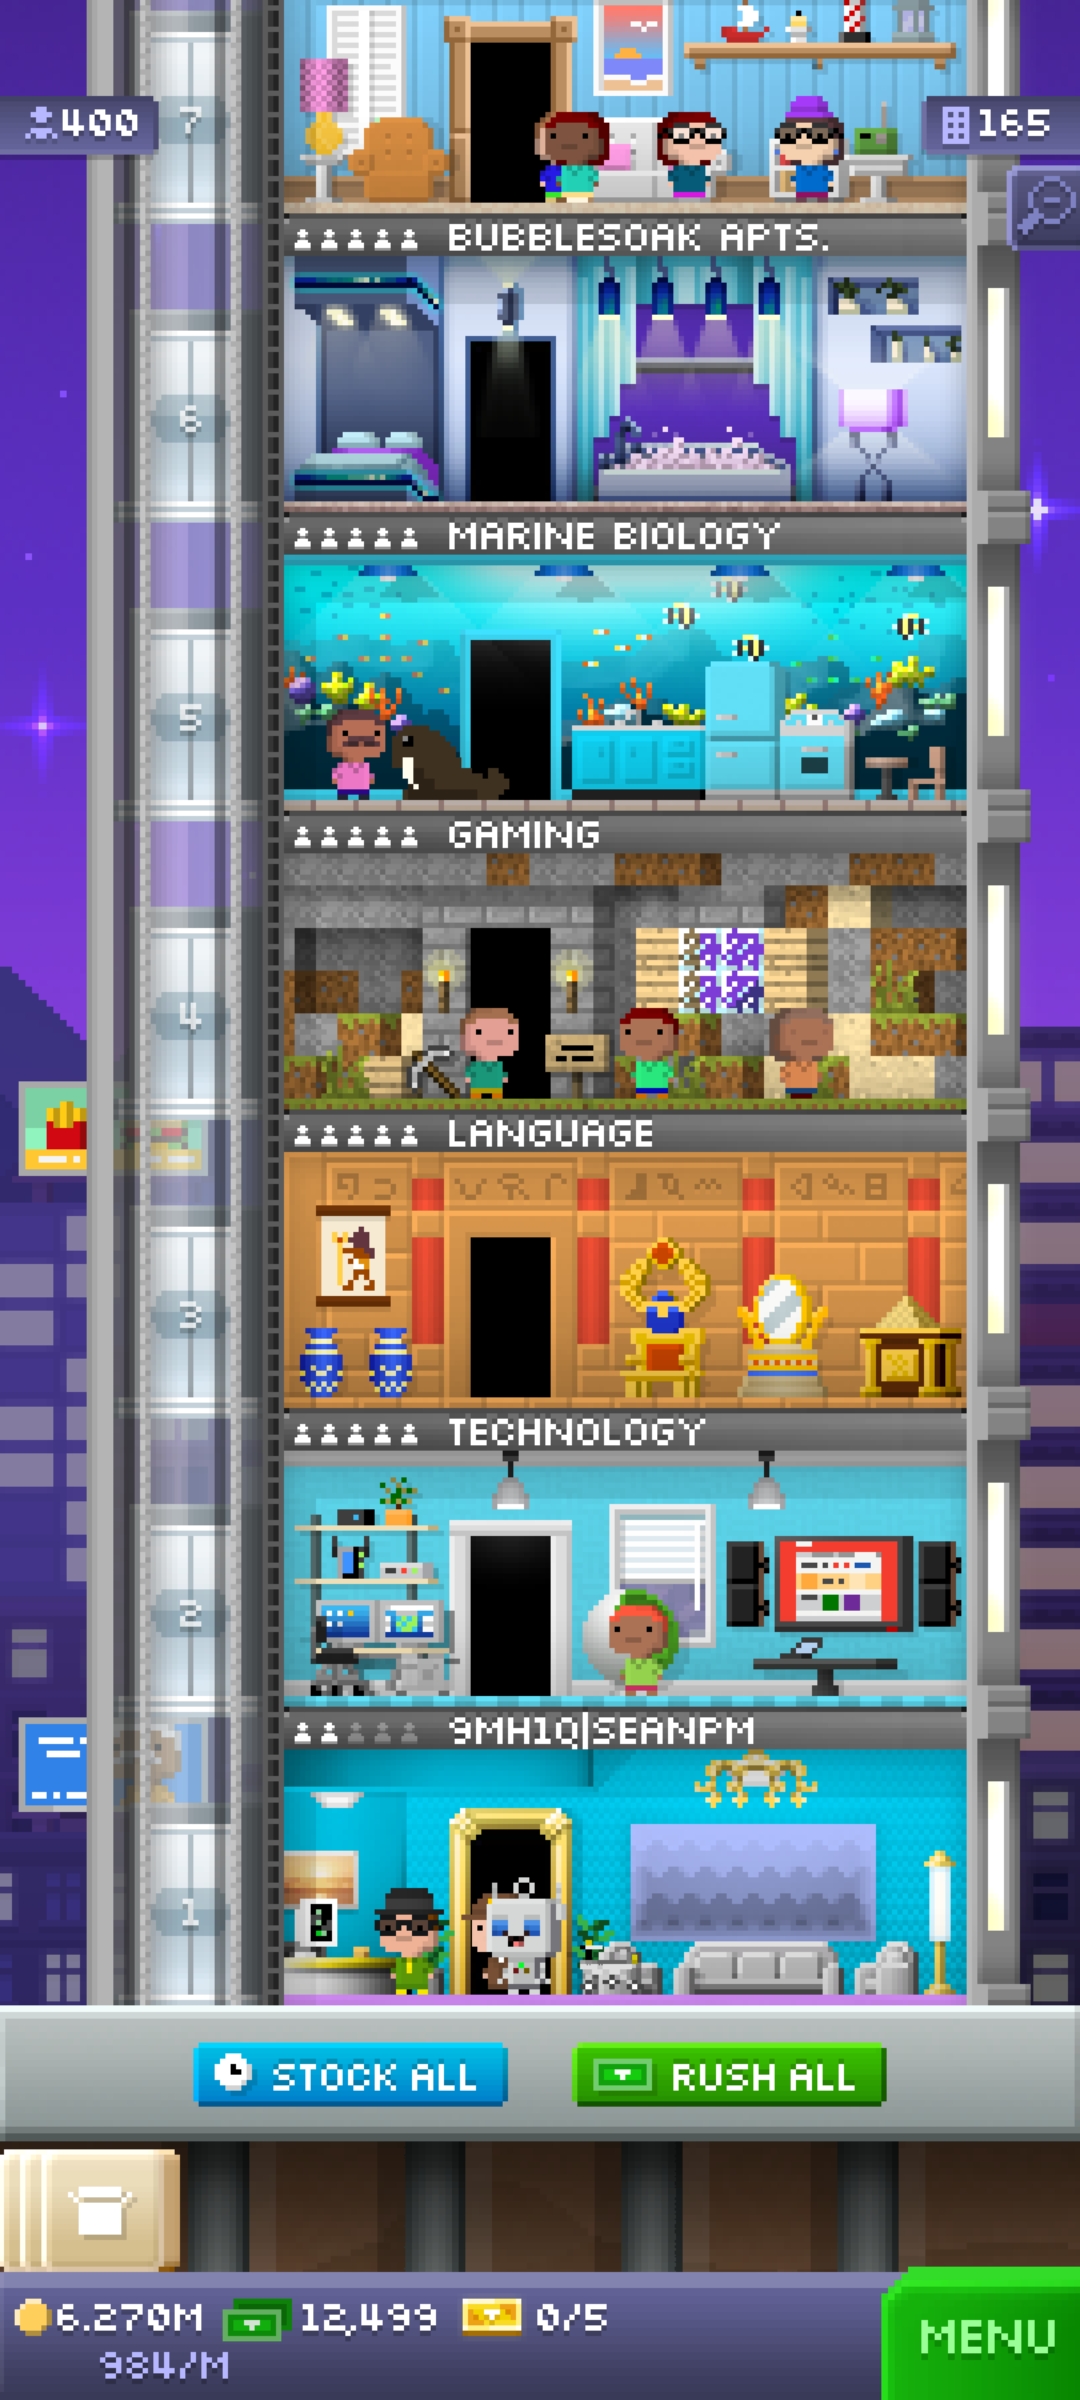 400
7
165
BUBBLESOAK APTS.
6
MARINE BIOLOGY
5
GAMING
4
LANGUAGE
3
TECHNOLOGY
2
9MH1Q|SEANPM
1
STOCK ALL
RUSH ALL
6.270M
12,499
0/5
984/M
MENU